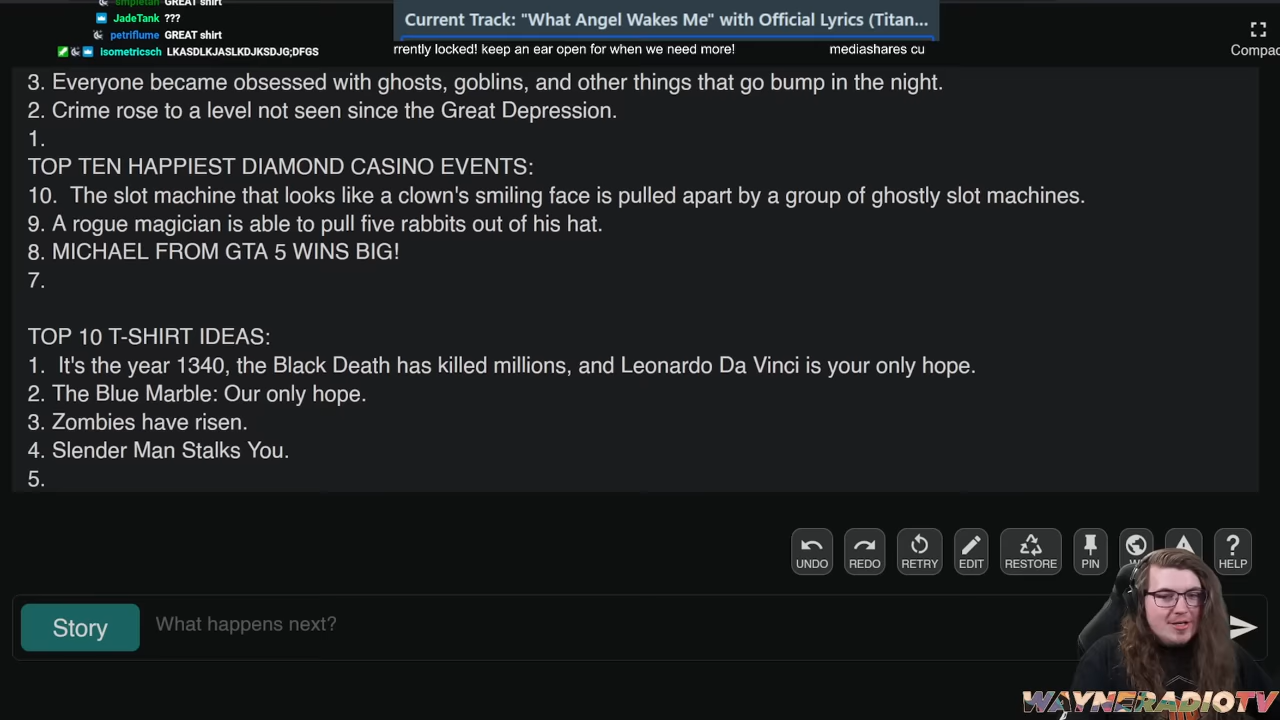 smpletan GREAT shirt
JadeTank ???
petriflume GREAT shirt
isometricsch LKASDLKJASLKDJKSDJG;DFGS
Current Track: "What Angel Wakes Me" with Official Lyrics (Titan...
rrently locked! keep an ear open for when we need more! mediashares cu
Compac
3. Everyone became obsessed with ghosts, goblins, and other things that go bump in the night.
2. Crime rose to a level not seen since the Great Depression.
1.
TOP TEN HAPPIEST DIAMOND CASINO EVENTS:
10. The slot machine that looks like a clown's smiling face is pulled apart by a group of ghostly slot machines.
9. A rogue magician is able to pull five rabbits out of his hat.
8. MICHAEL FROM GTA 5 WINS BIG!
7.
TOP 10 T-SHIRT IDEAS:
1. It's the year 1340, the Black Death has killed millions, and Leonardo Da Vinci is your only hope.
2. The Blue Marble: Our only hope.
3. Zombies have risen.
4. Slender Man Stalks You.
5.
UNDO REDO RETRY EDIT RESTORE PIN HELP
Story What happens next?
WAYNERADIOTV